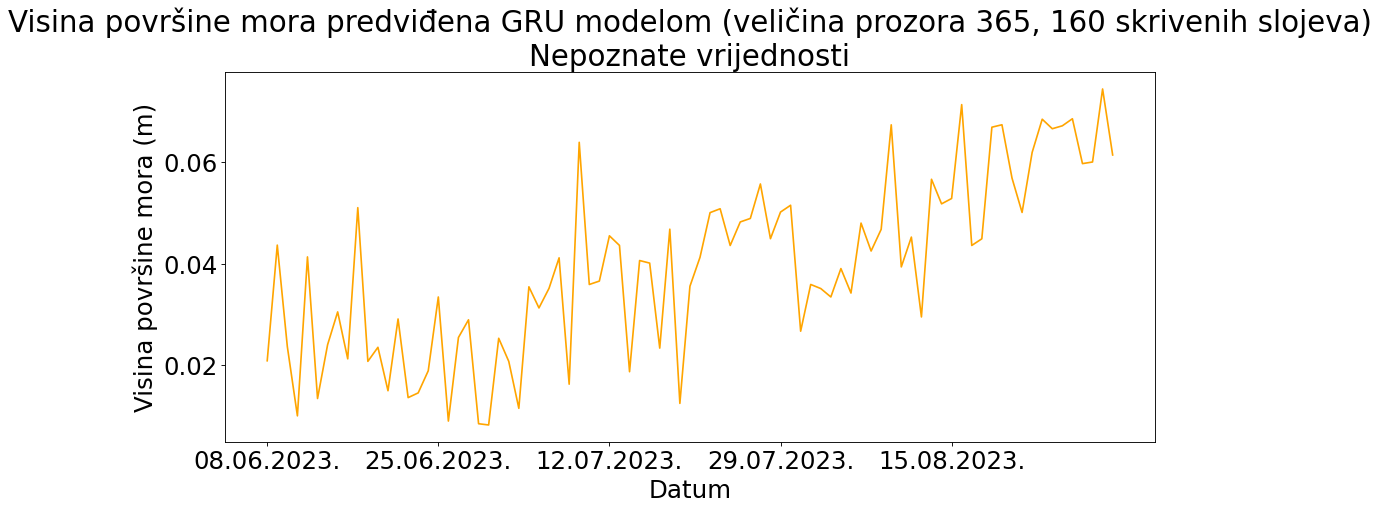 Visina površine mora predviđena GRU modelom (veličina prozora 365, 160 skrivenih slojeva)
Nepoznate vrijednosti
Visina površine mora (m)
0.06
0.04
0.02
08.06.2023. 25.06.2023. 12.07.2023. 29.07.2023. 15.08.2023.
Datum